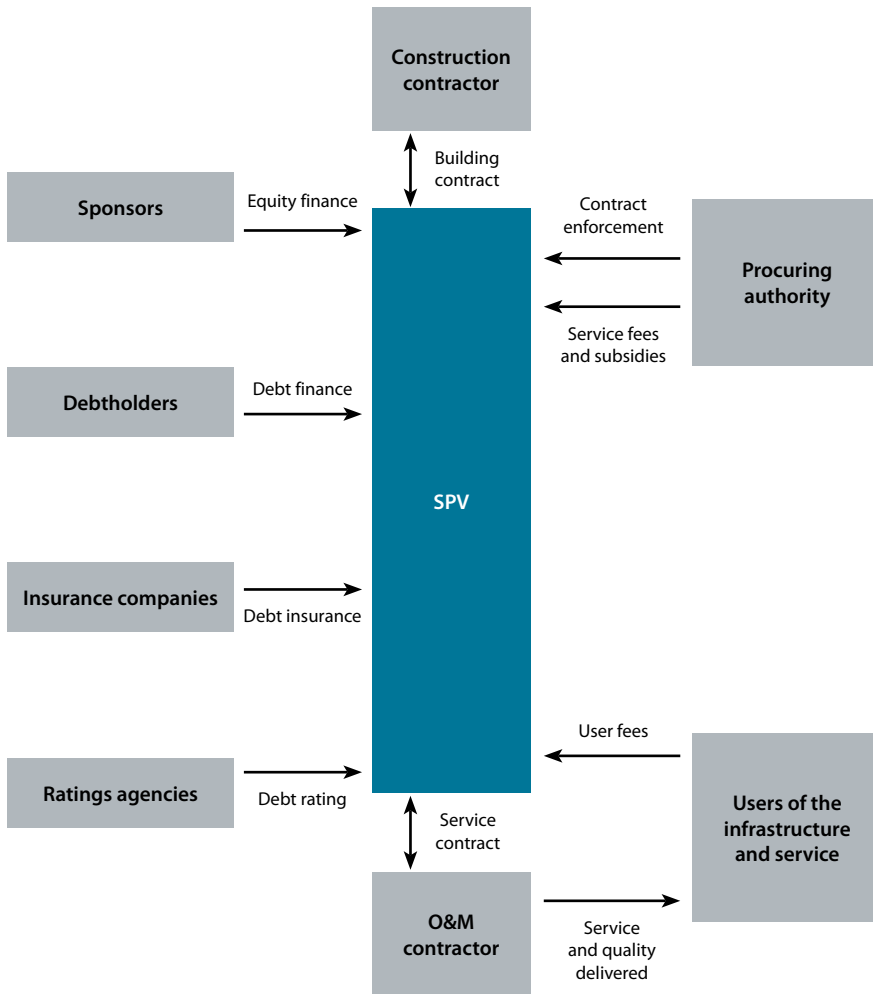 Construction
contractor
Building
contract
Sponsors
Equity finance
Contract
enforcement
Procuring
authority
Service fees
and subsidies
Debtholders
Debt finance
SPV
Insurance companies
Debt insurance
User fees
Ratings agencies
Debt rating
Users of the
infrastructure
and service
Service
contract
O&M
contractor
Service
and quality
delivered